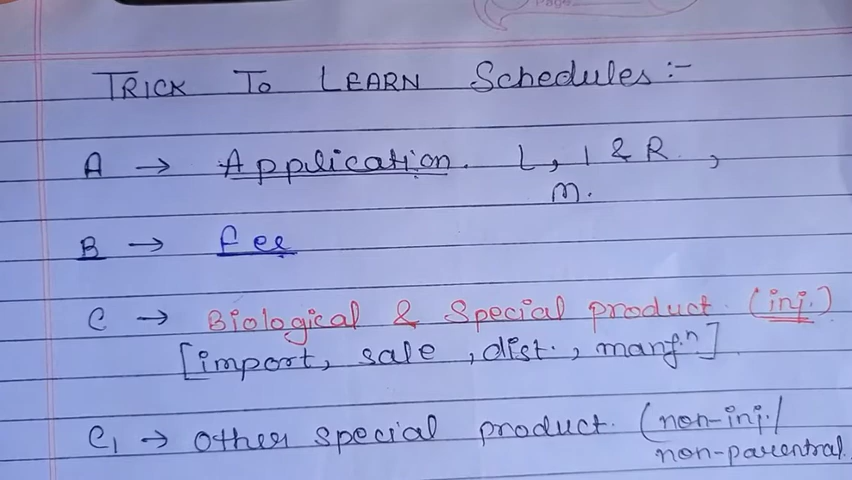 Page
TRICK TO LEARN Schedules :-
A → Application. L, I & R,
M.
B → fee
C → Biological & Special product. (inj.)
[import, sale, dist., manfⁿ].
C₁ → Other special product. (non-inj./
non-parentral.